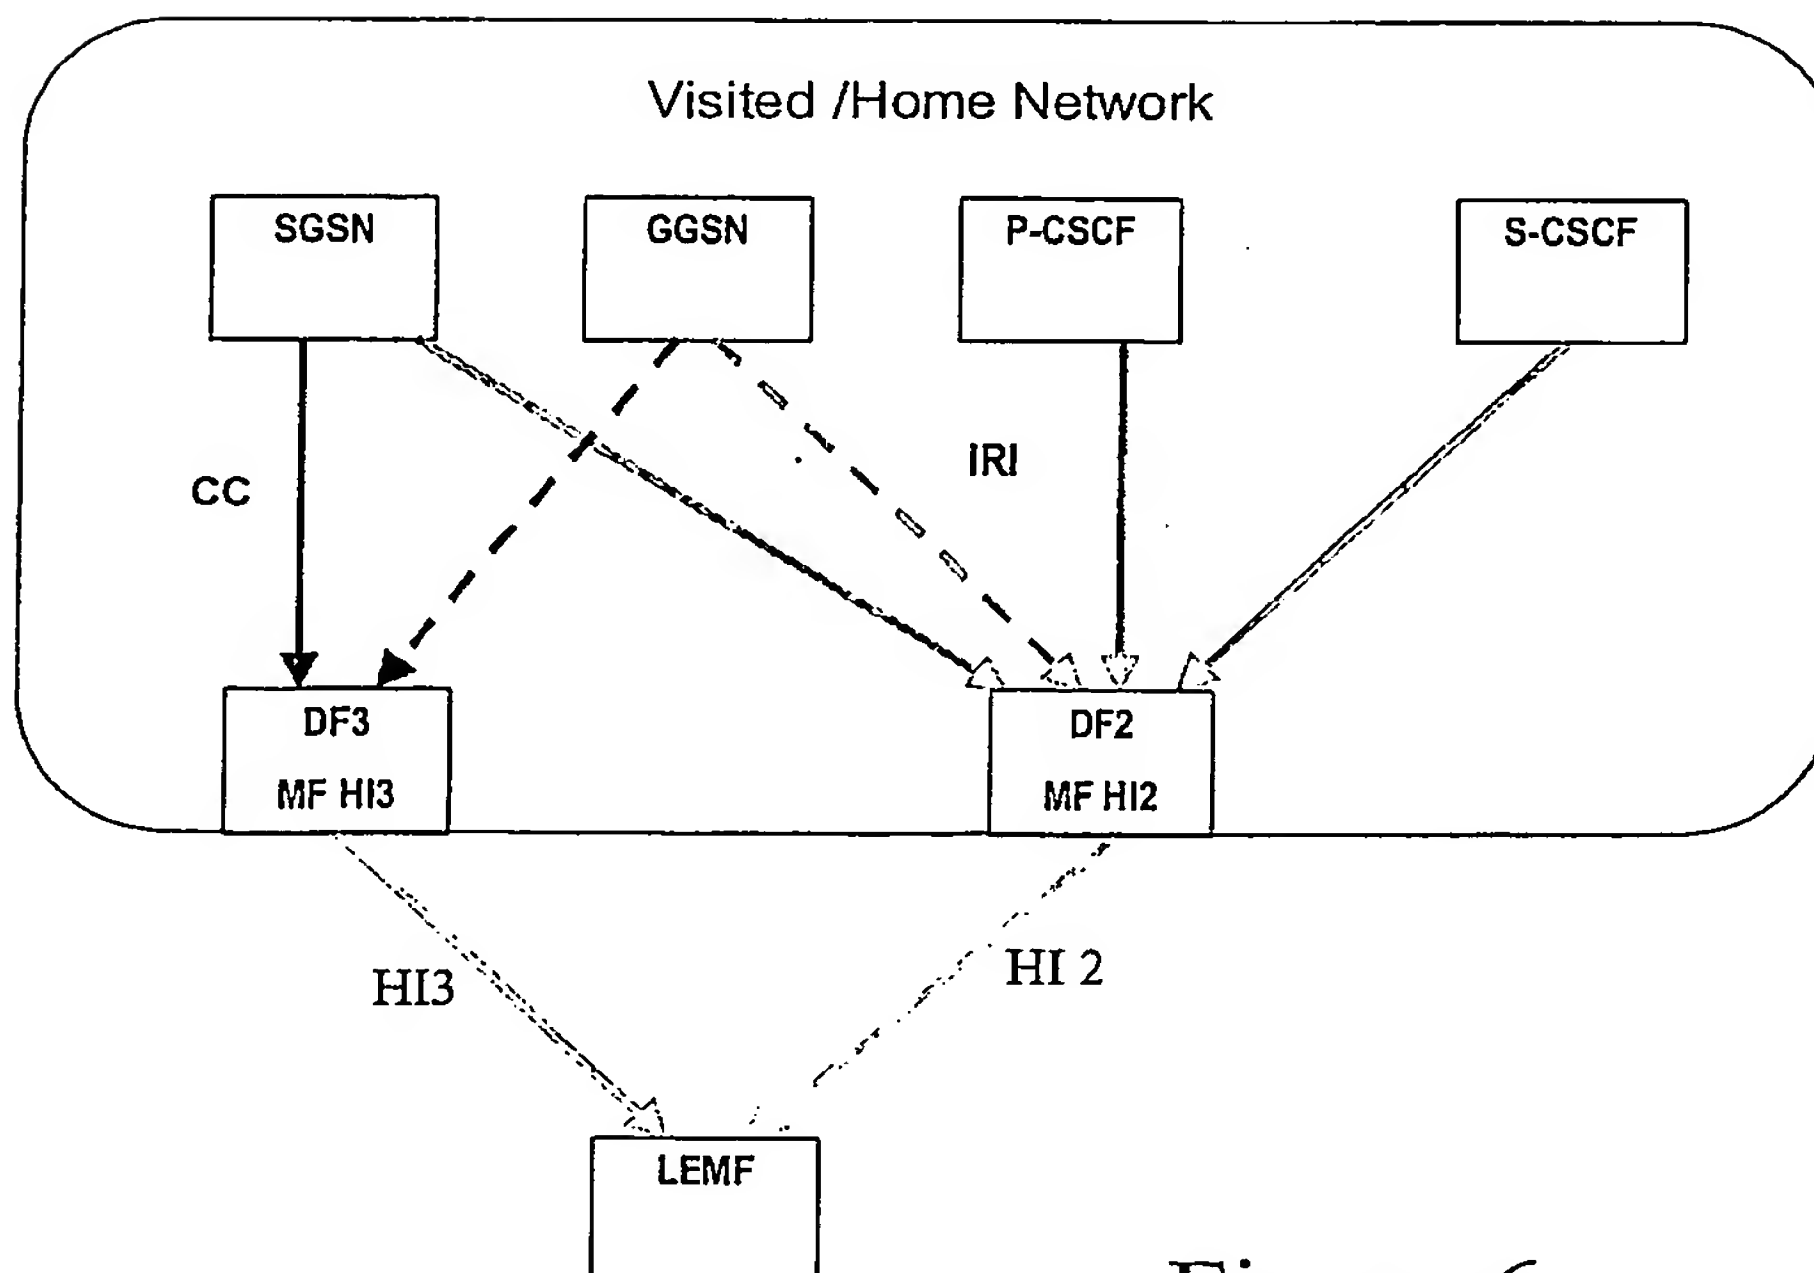 Visited /Home Network
SGSN
GGSN
P-CSCF
S-CSCF
CC
IRI
DF3
MF HI3
DF2
MF HI2
HI3
HI 2
LEMF